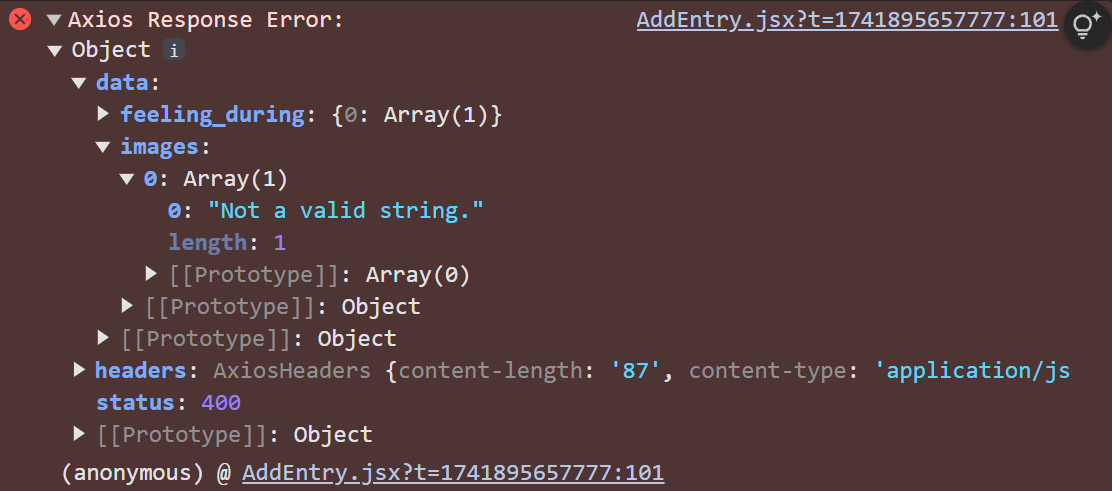 Axios Response Error: AddEntry.jsx?t=1741895657777:101
Object i
data:
feeling_during: {0: Array(1)}
images:
0: Array(1)
0: "Not a valid string."
length: 1
[[Prototype]]: Array(0)
[[Prototype]]: Object
[[Prototype]]: Object
headers: AxiosHeaders {content-length: '87', content-type: 'application/js
status: 400
[[Prototype]]: Object
(anonymous) @ AddEntry.jsx?t=1741895657777:101